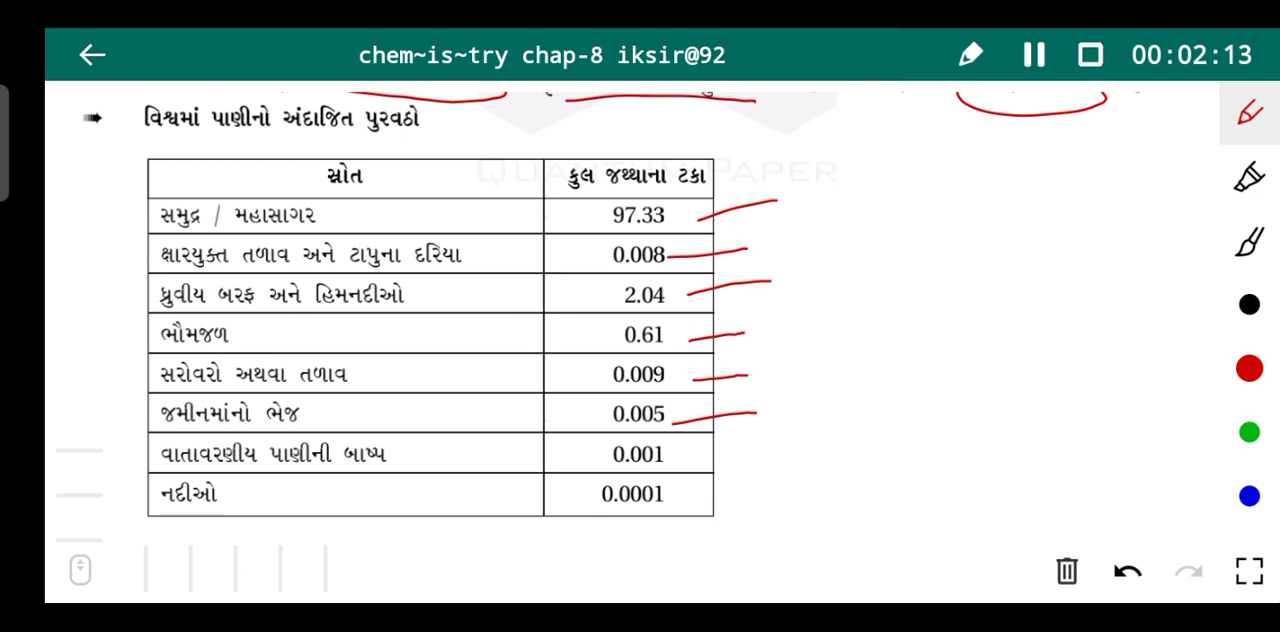 chem~is~try chap-8 iksir@92 00:02:13
➠ વિશ્વમાં પાણીનો અંદાજિત પુરવઠો
QUANTUM PAPER
સ્રોત કુલ જથ્થાના ટકા
સમુદ્ર / મહાસાગર 97.33
ક્ષારયુક્ત તળાવ અને ટાપુના દરિયા 0.008
ધ્રુવીય બરફ અને હિમનદીઓ 2.04
ભૌમજળ 0.61
સરોવરો અથવા તળાવ 0.009
જમીનમાંનો ભેજ 0.005
વાતાવરણીય પાણીની બાષ્પ 0.001
નદીઓ 0.0001